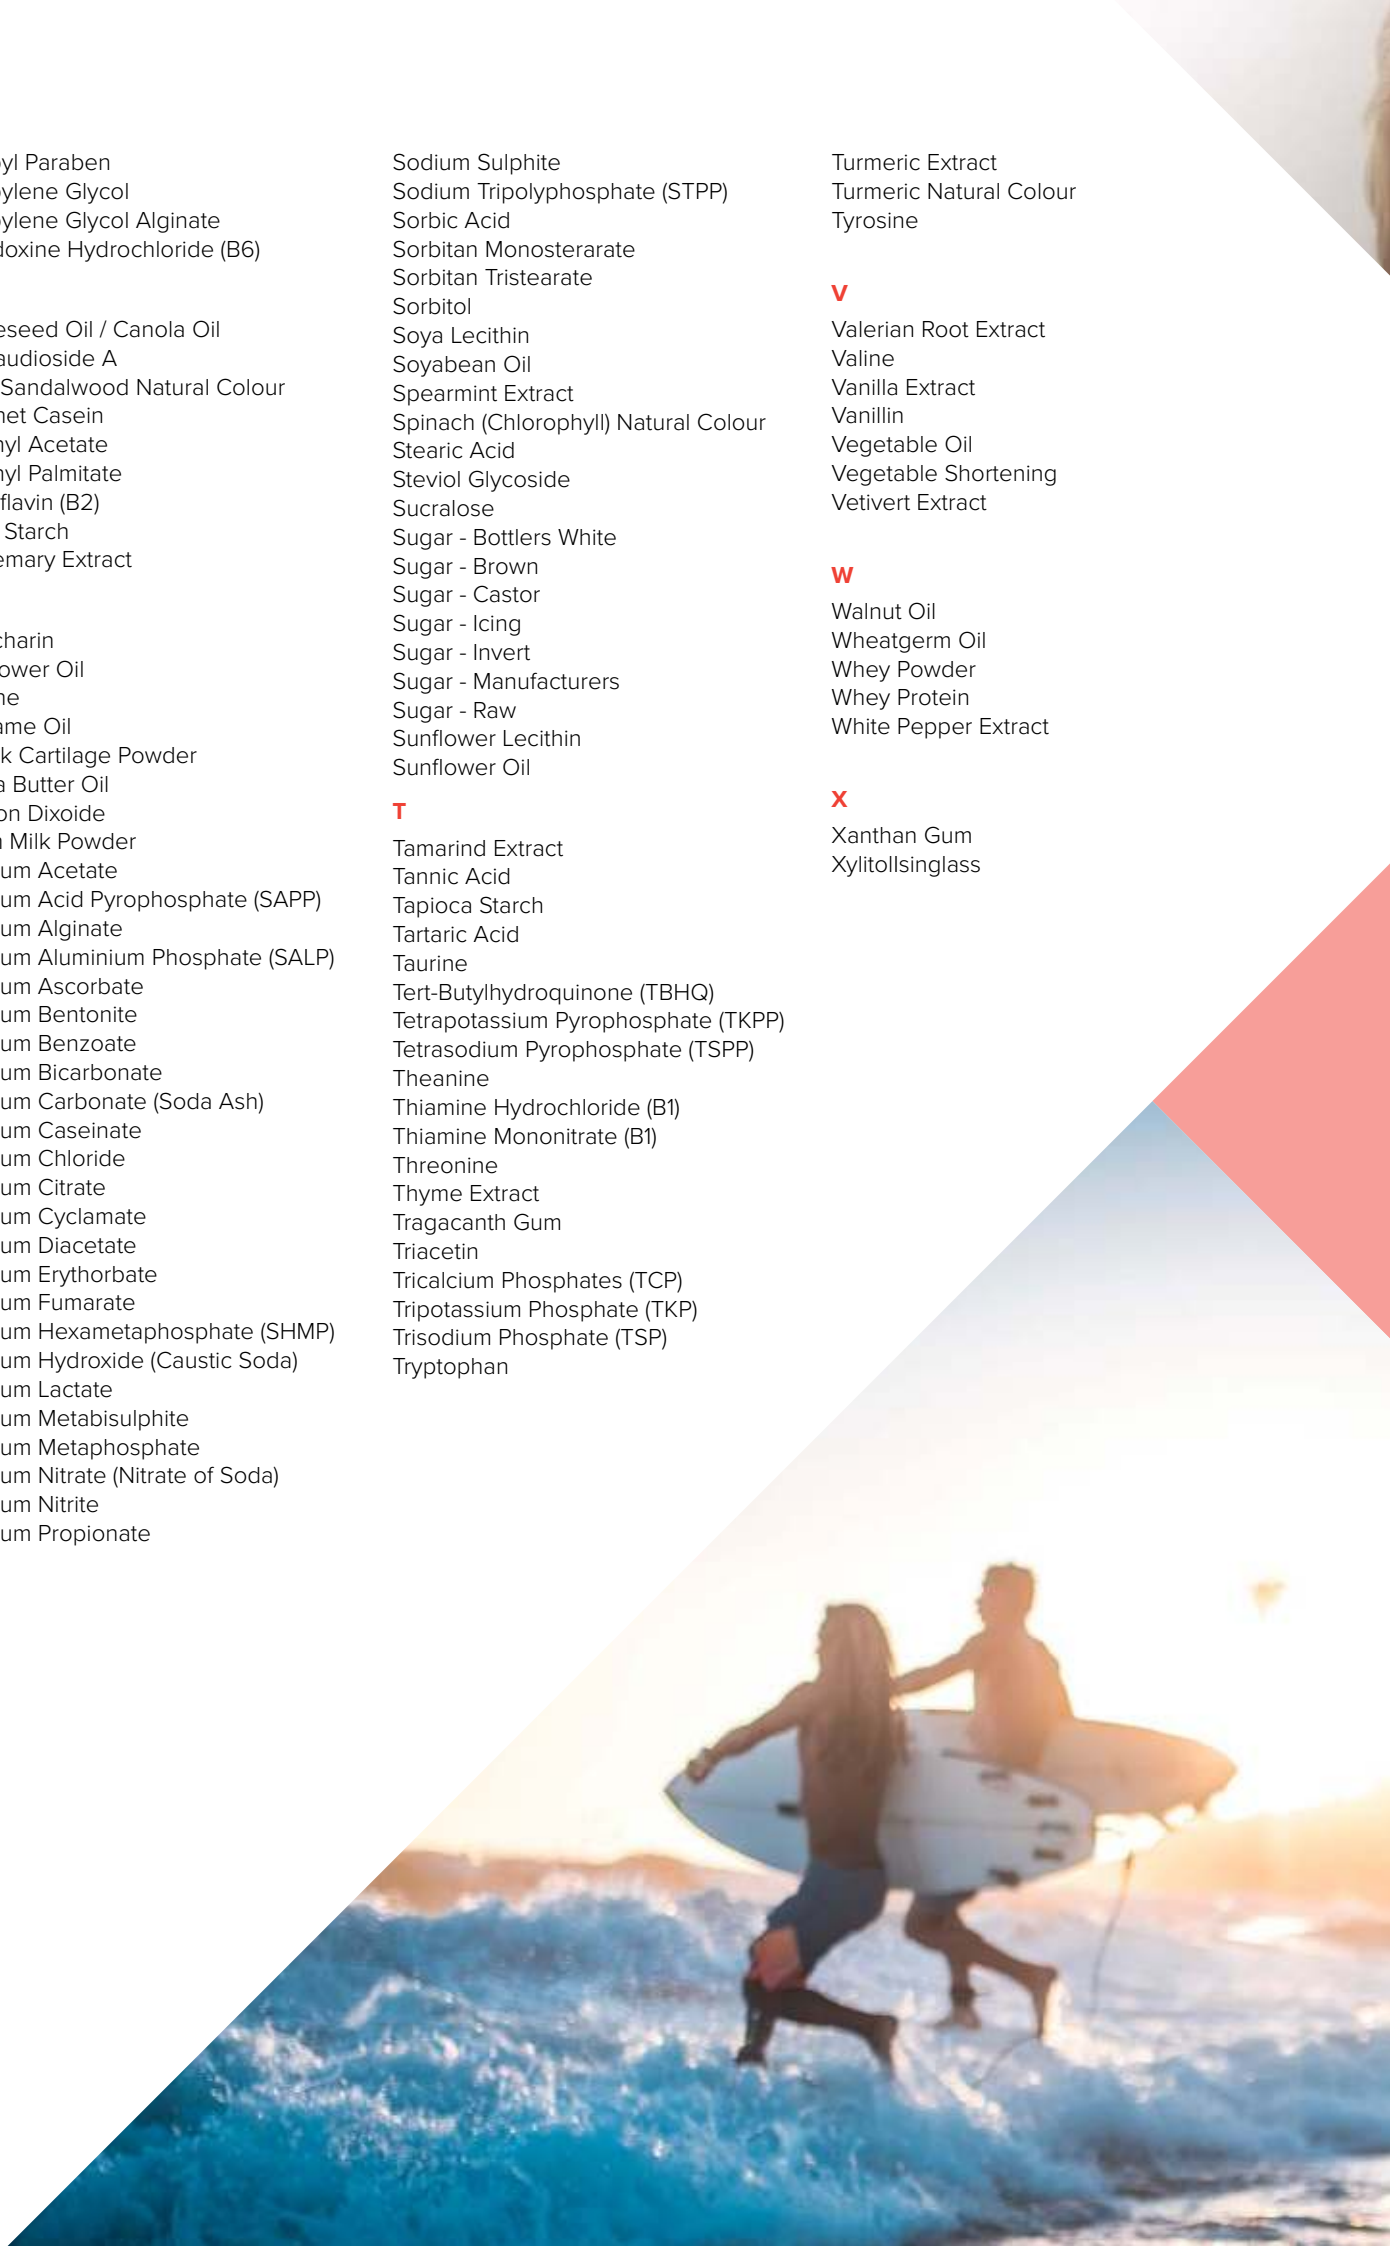 yl Paraben
ylene Glycol
ylene Glycol Alginate
doxine Hydrochloride (B6)
eseed Oil / Canola Oil
audioside A
Sandalwood Natural Colour
et Casein
yl Acetate
yl Palmitate
flavin (B2)
Starch
emary Extract
charin
ower Oil
ne
ame Oil
k Cartilage Powder
a Butter Oil
on Dixoide
Milk Powder
um Acetate
um Acid Pyrophosphate (SAPP)
um Alginate
um Aluminium Phosphate (SALP)
um Ascorbate
um Bentonite
um Benzoate
um Bicarbonate
um Carbonate (Soda Ash)
um Caseinate
um Chloride
um Citrate
um Cyclamate
um Diacetate
um Erythorbate
um Fumarate
um Hexametaphosphate (SHMP)
um Hydroxide (Caustic Soda)
um Lactate
um Metabisulphite
um Metaphosphate
um Nitrate (Nitrate of Soda)
um Nitrite
um Propionate
Sodium Sulphite
Sodium Tripolyphosphate (STPP)
Sorbic Acid
Sorbitan Monosterarate
Sorbitan Tristearate
Sorbitol
Soya Lecithin
Soyabean Oil
Spearmint Extract
Spinach (Chlorophyll) Natural Colour
Stearic Acid
Steviol Glycoside
Sucralose
Sugar - Bottlers White
Sugar - Brown
Sugar - Castor
Sugar - Icing
Sugar - Invert
Sugar - Manufacturers
Sugar - Raw
Sunflower Lecithin
Sunflower Oil
T
Tamarind Extract
Tannic Acid
Tapioca Starch
Tartaric Acid
Taurine
Tert-Butylhydroquinone (TBHQ)
Tetrapotassium Pyrophosphate (TKPP)
Tetrasodium Pyrophosphate (TSPP)
Theanine
Thiamine Hydrochloride (B1)
Thiamine Mononitrate (B1)
Threonine
Thyme Extract
Tragacanth Gum
Triacetin
Tricalcium Phosphates (TCP)
Tripotassium Phosphate (TKP)
Trisodium Phosphate (TSP)
Tryptophan
Turmeric Extract
Turmeric Natural Colour
Tyrosine
V
Valerian Root Extract
Valine
Vanilla Extract
Vanillin
Vegetable Oil
Vegetable Shortening
Vetivert Extract
W
Walnut Oil
Wheatgerm Oil
Whey Powder
Whey Protein
White Pepper Extract
X
Xanthan Gum
XylitolIsinglass